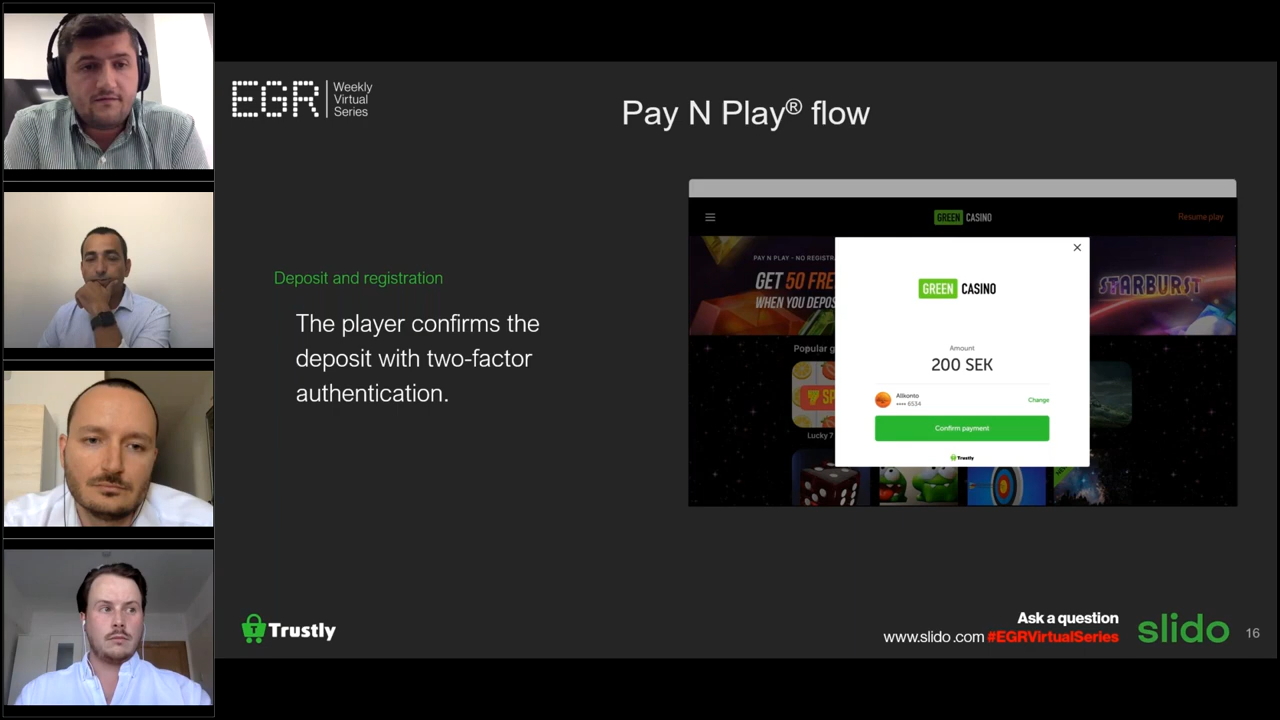 EGR
Weekly
Virtual
Series
Pay N Play® flow
Deposit and registration
The player confirms the
deposit with two-factor
authentication.
GREEN CASINO
Resume play
PAY N PLAY - NO REGISTRA
GET 50 FRE
WHEN YOU DEPOS
STARBURST
Popular g
Lucky 7
GREEN CASINO
Amount
200 SEK
Allkonto
•••• 6534
Change
Confirm payment
Trustly
Trustly
Ask a question
www.slido.com #EGRVirtualSeries
slido
16